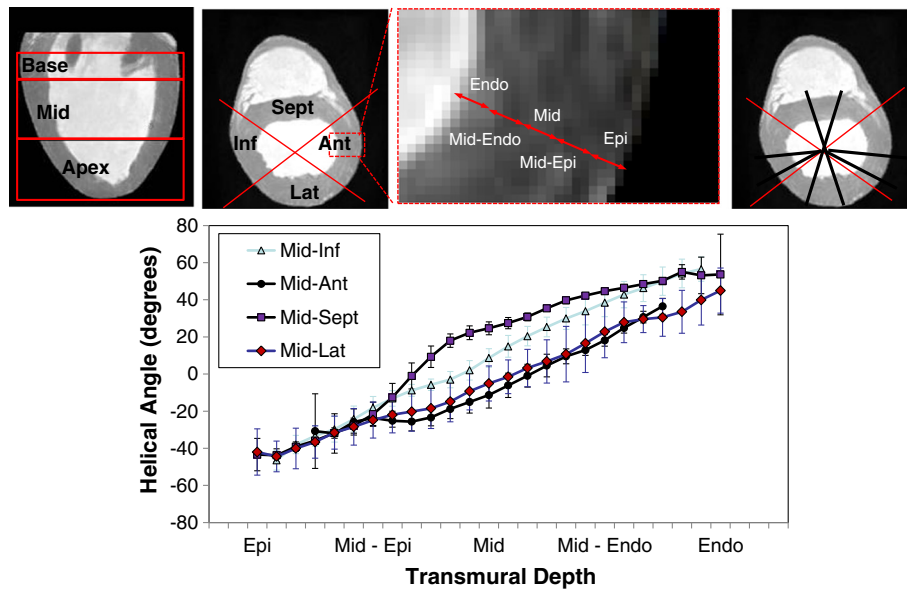 Base
Mid
Apex
Sept
Inf
Ant
Lat
Endo
Mid
Mid-Endo
Epi
Mid-Epi
Mid-Inf
Mid-Ant
Mid-Sept
Mid-Lat
Helical Angle (degrees)
80
60
40
20
0
-20
-40
-60
-80
Epi
Mid - Epi
Mid
Mid - Endo
Endo
Transmural Depth